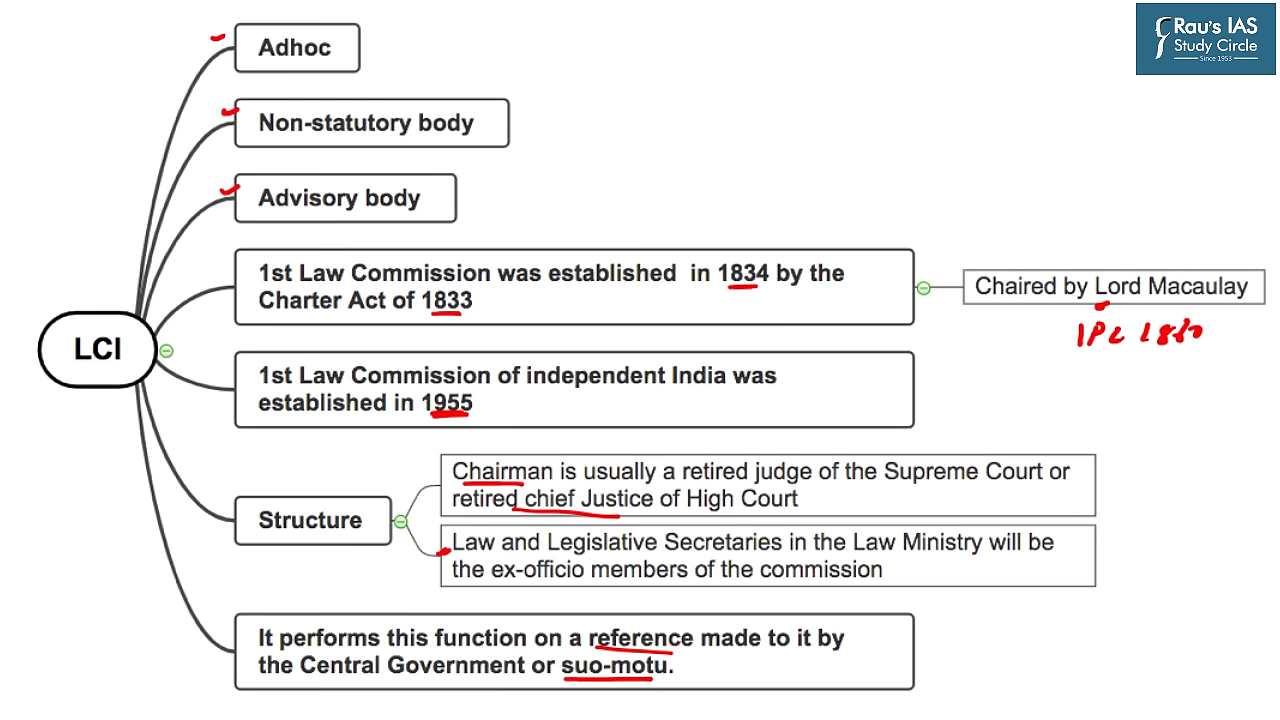 Rau's IAS
Study Circle
Since 1953
Adhoc
Non-statutory body
Advisory body
1st Law Commission was established in 1834 by the
Charter Act of 1833
Chaired by Lord Macaulay
IPC 1860
LCI
1st Law Commission of independent India was
established in 1955
Structure
Chairman is usually a retired judge of the Supreme Court or
retired chief Justice of High Court
Law and Legislative Secretaries in the Law Ministry will be
the ex-officio members of the commission
It performs this function on a reference made to it by
the Central Government or suo-motu.